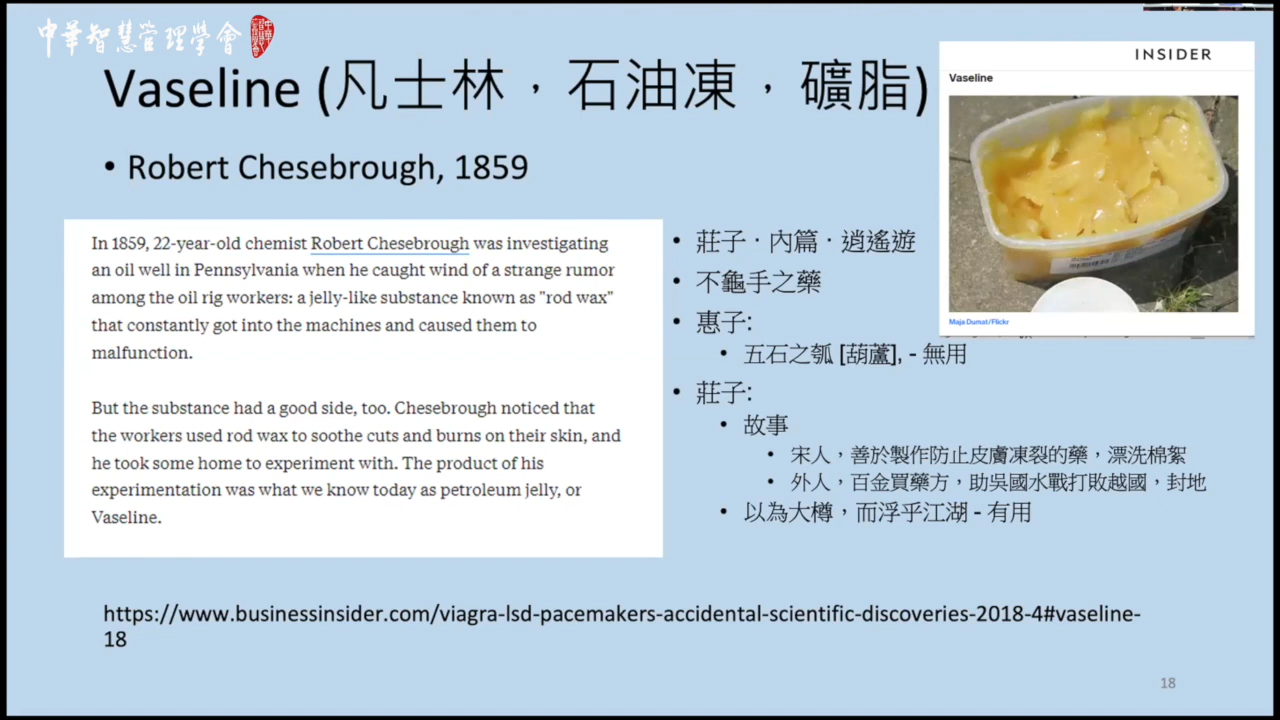 中華智慧管理學會
Vaseline (凡士林，石油凍，礦脂)
INSIDER
Vaseline
Maja Dumat/Flickr
• Robert Chesebrough, 1859
In 1859, 22-year-old chemist Robert Chesebrough was investigating
an oil well in Pennsylvania when he caught wind of a strange rumor
among the oil rig workers: a jelly-like substance known as "rod wax"
that constantly got into the machines and caused them to
malfunction.
But the substance had a good side, too. Chesebrough noticed that
the workers used rod wax to soothe cuts and burns on their skin, and
he took some home to experiment with. The product of his
experimentation was what we know today as petroleum jelly, or
Vaseline.
• 莊子．內篇．逍遙遊
• 不龜手之藥
• 惠子:
• 五石之瓠 [葫蘆], - 無用
• 莊子:
• 故事
• 宋人，善於製作防止皮膚凍裂的藥，漂洗棉絮
• 外人，百金買藥方，助吳國水戰打敗越國，封地
• 以為大樽，而浮乎江湖 - 有用
https://www.businessinsider.com/viagra-lsd-pacemakers-accidental-scientific-discoveries-2018-4#vaseline-
18
18